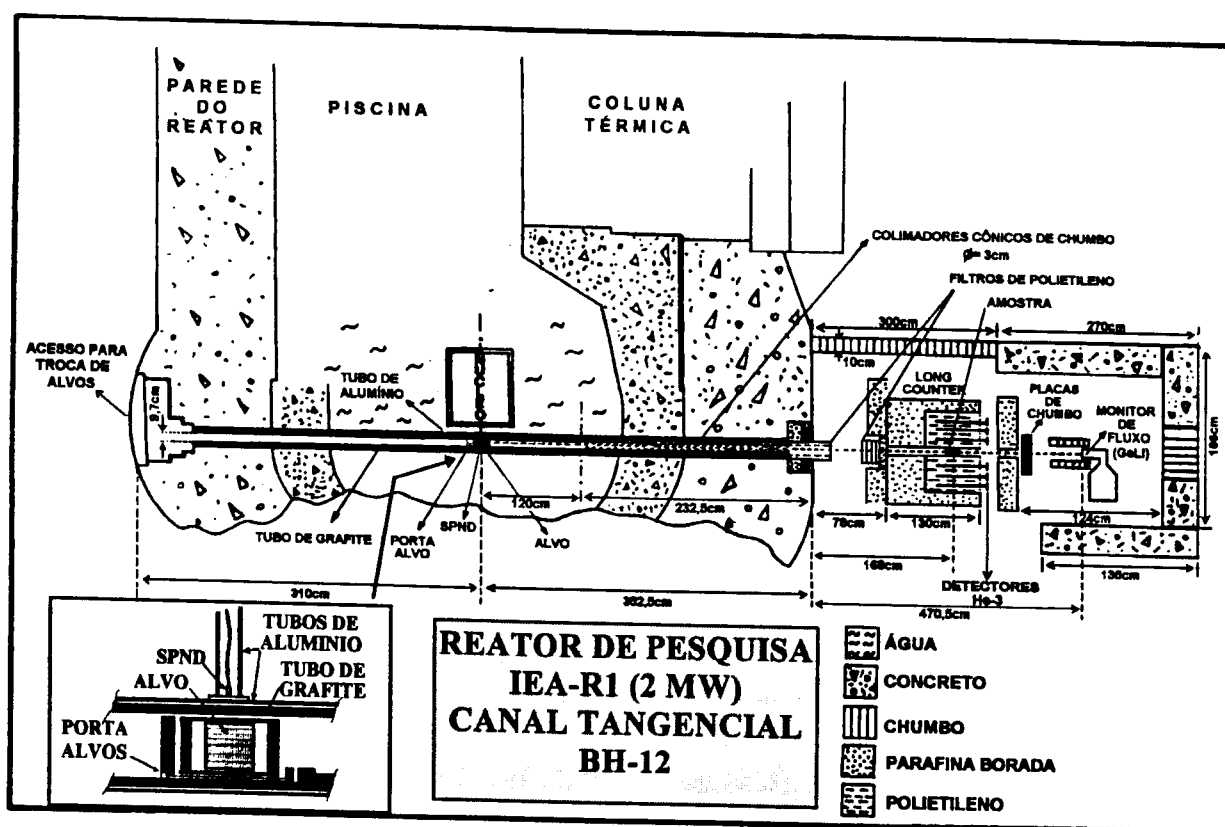 PAREDE
DO
REATOR
PISCINA
COLUNA
TÉRMICA
COLIMADORES CÔNICOS DE CHUMBO
Ø= 3cm
FILTROS DE POLIETILENO
AMOSTRA
300cm
270cm
10cm
ACESSO PARA
TROCA DE
ALVOS
TUBO DE
ALUMÍNIO
LONG
COUNTER
PLACAS
DE
CHUMBO
MONITOR
DE
FLUXO
(GeLi)
120cm
232,5cm
SPND
TUBO DE GRAFITE
PORTA
ALVO
ALVO
78cm
130cm
124cm
168cm
136cm
DETECTORES
He-3
310cm
352,5cm
470,5cm
TUBOS DE
ALUMINIO
SPND
ALVO
TUBO DE
GRAFITE
PORTA
ALVOS
REATOR DE PESQUISA
IEA-R1 (2 MW)
CANAL TANGENCIAL
BH-12
ÁGUA
CONCRETO
CHUMBO
PARAFINA BORADA
POLIETILENO